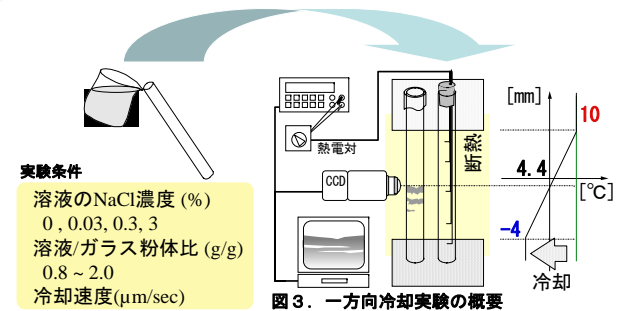 実験条件
溶液のNaCl濃度 (%)
0 , 0.03, 0.3, 3
溶液/ガラス粉体比 (g/g)
0.8 ~ 2.0
冷却速度(μm/sec)
熱電対
CCD
断熱
[mm]
10
4.4
[℃]
-4
冷却
図3. 一方向冷却実験の概要